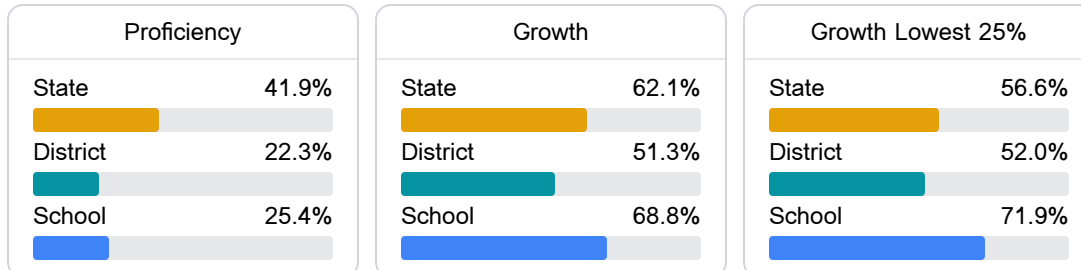 Proficiency
State 41.9%
District 22.3%
School 25.4%
Growth
State 62.1%
District 51.3%
School 68.8%
Growth Lowest 25%
State 56.6%
District 52.0%
School 71.9%